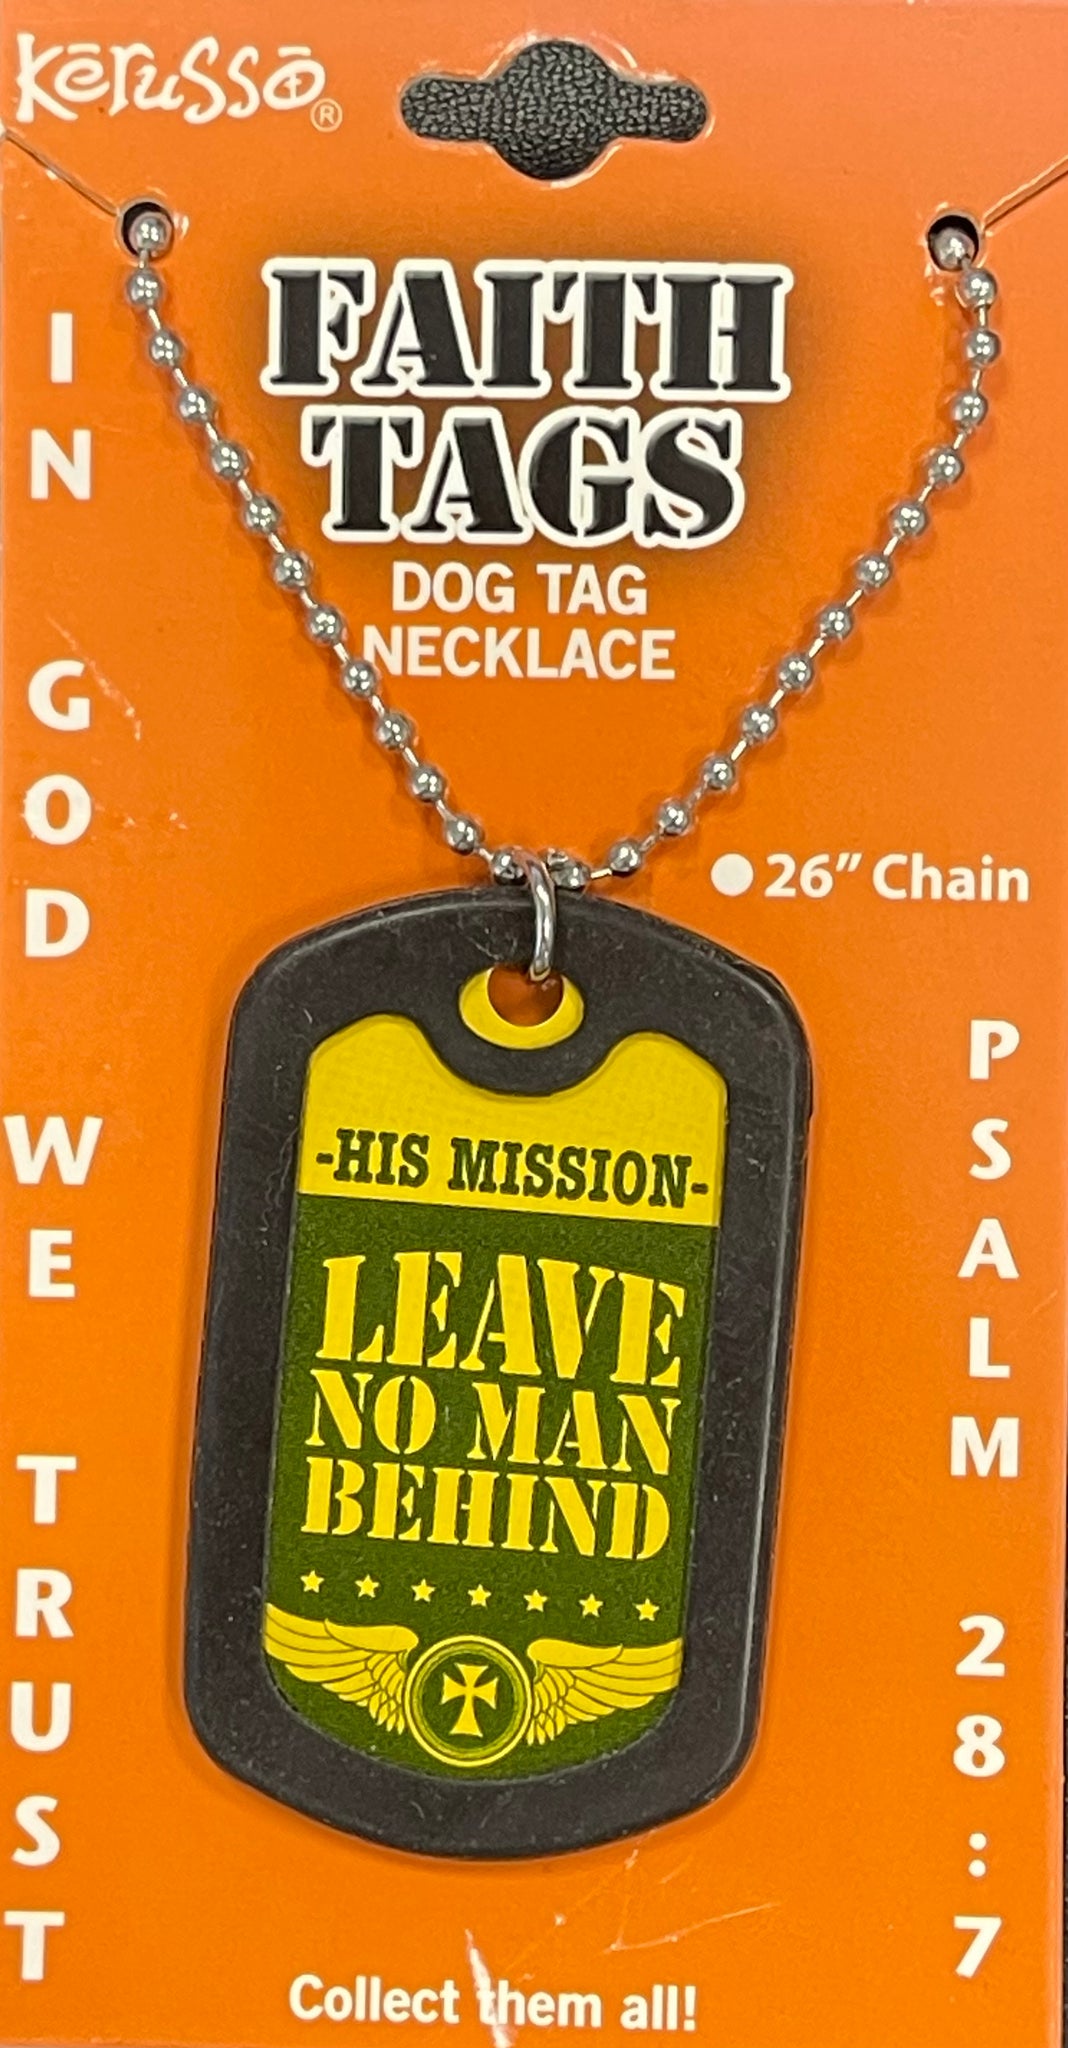 Kerusso®
FAITH
TAGS
DOG TAG
NECKLACE
IN GOD WE TRUST
26" Chain
-HIS MISSION-
LEAVE
NO MAN
BEHIND
PSALM 28:7
Collect them all!